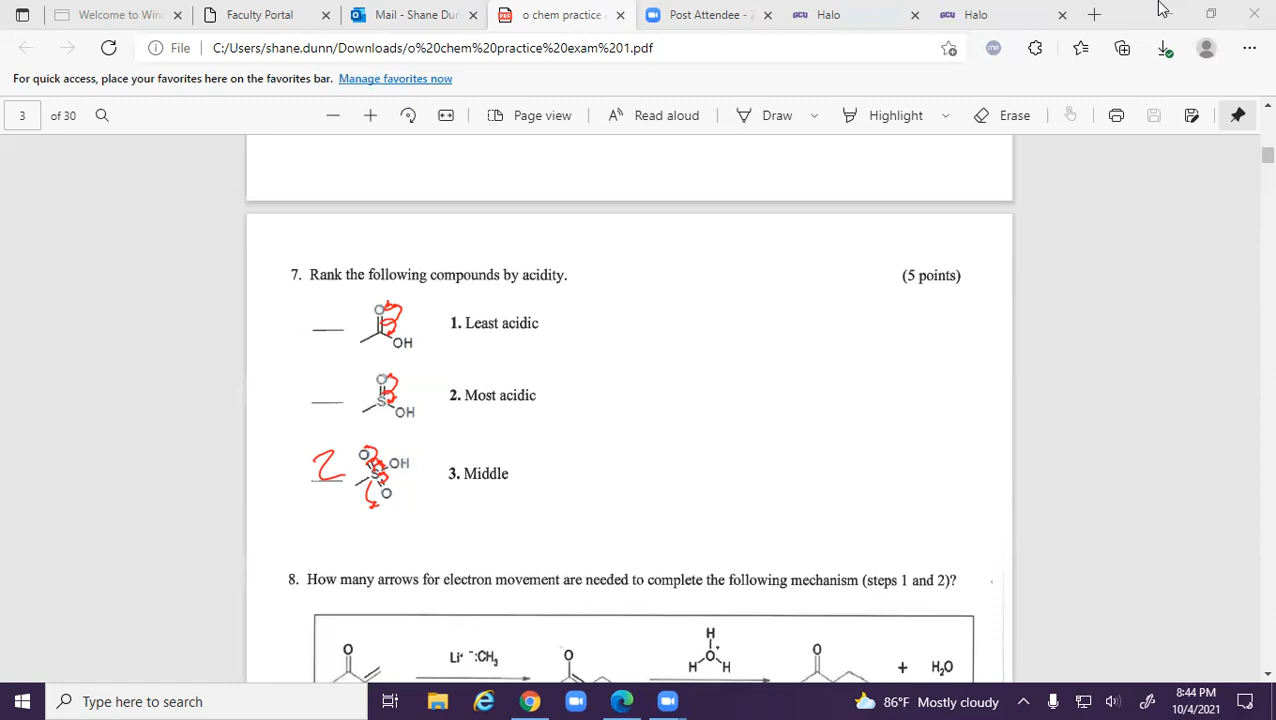 Welcome to Win
Faculty Portal
Mail - Shane Dun
o chem practice
Post Attendee -
GCU Halo
GCU Halo
File C:/Users/shane.dunn/Downloads/o%20chem%20practice%20exam%201.pdf
For quick access, place your favorites here on the favorites bar. Manage favorites now
3 of 30 Page view Read aloud Draw Highlight Erase
7. Rank the following compounds by acidity. (5 points)
O
OH
1. Least acidic
O
S
OH
2. Most acidic
2
O
OH
S
O
3. Middle
8. How many arrows for electron movement are needed to complete the following mechanism (steps 1 and 2)?
O
Li⁺ ⁻:CH₃
O
H
H O⁺ H
O
+ H₂O
Type here to search
86°F Mostly cloudy
8:44 PM
10/4/2021